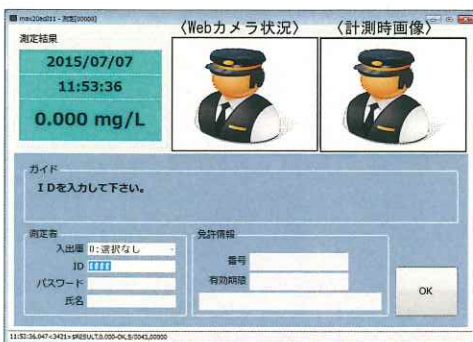 測定[00000]
〈Webカメラ状況〉
〈計測時画像〉
測定結果
2015/07/07
11:53:36
0.000 mg/L
ガイド
IDを入力して下さい。
測定者
入出庫 0:選択なし
ID
パスワード
氏名
免許情報
番号
有効期限
OK